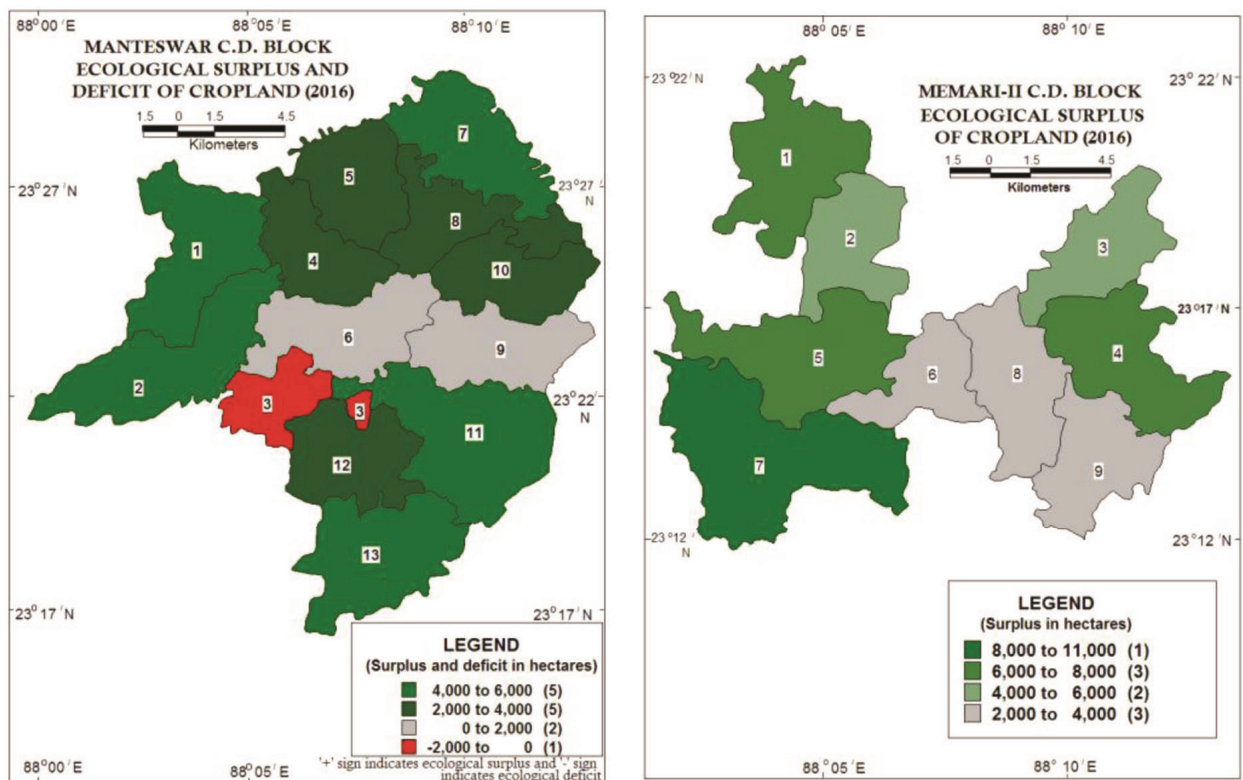 88°00'E 88°05'E 88°10'E
MANTESWAR C.D. BLOCK
ECOLOGICAL SURPLUS AND
DEFICIT OF CROPLAND (2016)
1.5 0 1.5 4.5
Kilometers
7
5
23°27'N
23°27'N
8
1
4
10
6
9
2
3
3
23°22'N
11
12
13
23°17'N
23°17'N
LEGEND
(Surplus and deficit in hectares)
4,000 to 6,000 (5)
2,000 to 4,000 (5)
0 to 2,000 (2)
-2,000 to 0 (1)
'+' sign indicates ecological surplus and '-' sign
indicates ecological deficit
88°00'E 88°05'E 88°10'E
88°05'E 88°10'E
23°22'N
23°22'N
MEMARI-II C.D. BLOCK
ECOLOGICAL SURPLUS
OF CROPLAND (2016)
1.5 0 1.5 4.5
Kilometers
1
2
3
23°17'N
23°17'N
4
5
6
8
7
9
23°12'N
23°12'N
LEGEND
(Surplus in hectares)
8,000 to 11,000 (1)
6,000 to 8,000 (3)
4,000 to 6,000 (2)
2,000 to 4,000 (3)
88°05'E 88°10'E